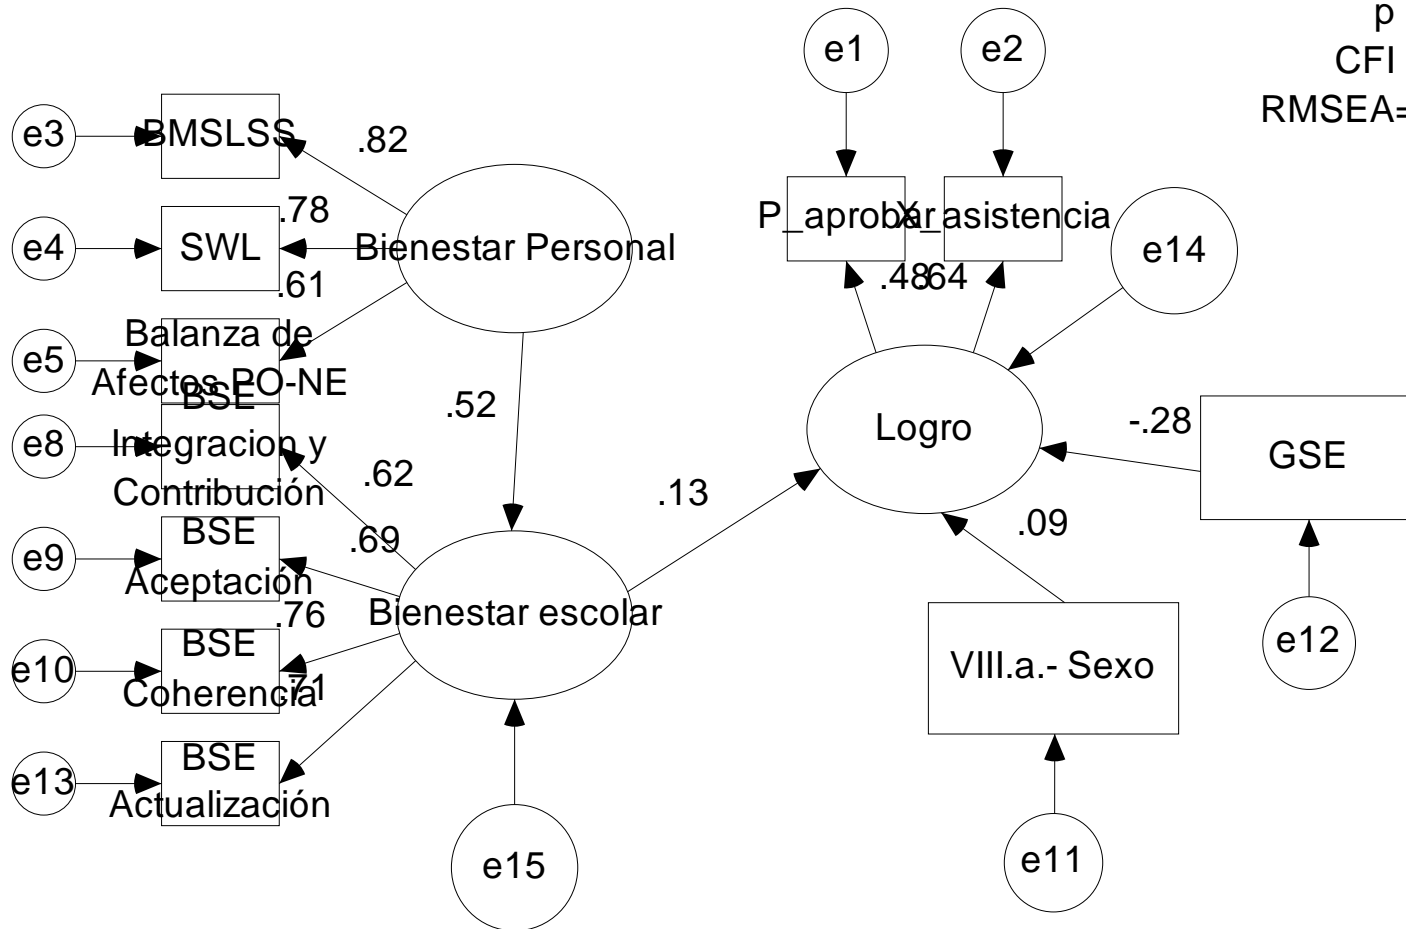 p
CFI
RMSEA=
e1
e2
e3
BMSLSS
.82
e4
SWL
.78
Bienestar Personal
.61
P_aprobar
X_asistencia
.48
.64
e14
e5
Balanza de
Afectos PO-NE
.52
e8
BSE
Integracion y
Contribución
.62
Logro
-.28
GSE
.13
.09
e9
BSE
Aceptación
.69
Bienestar escolar
e10
BSE
Coherencia
.76
.71
VIII.a.- Sexo
e12
e13
BSE
Actualización
e15
e11